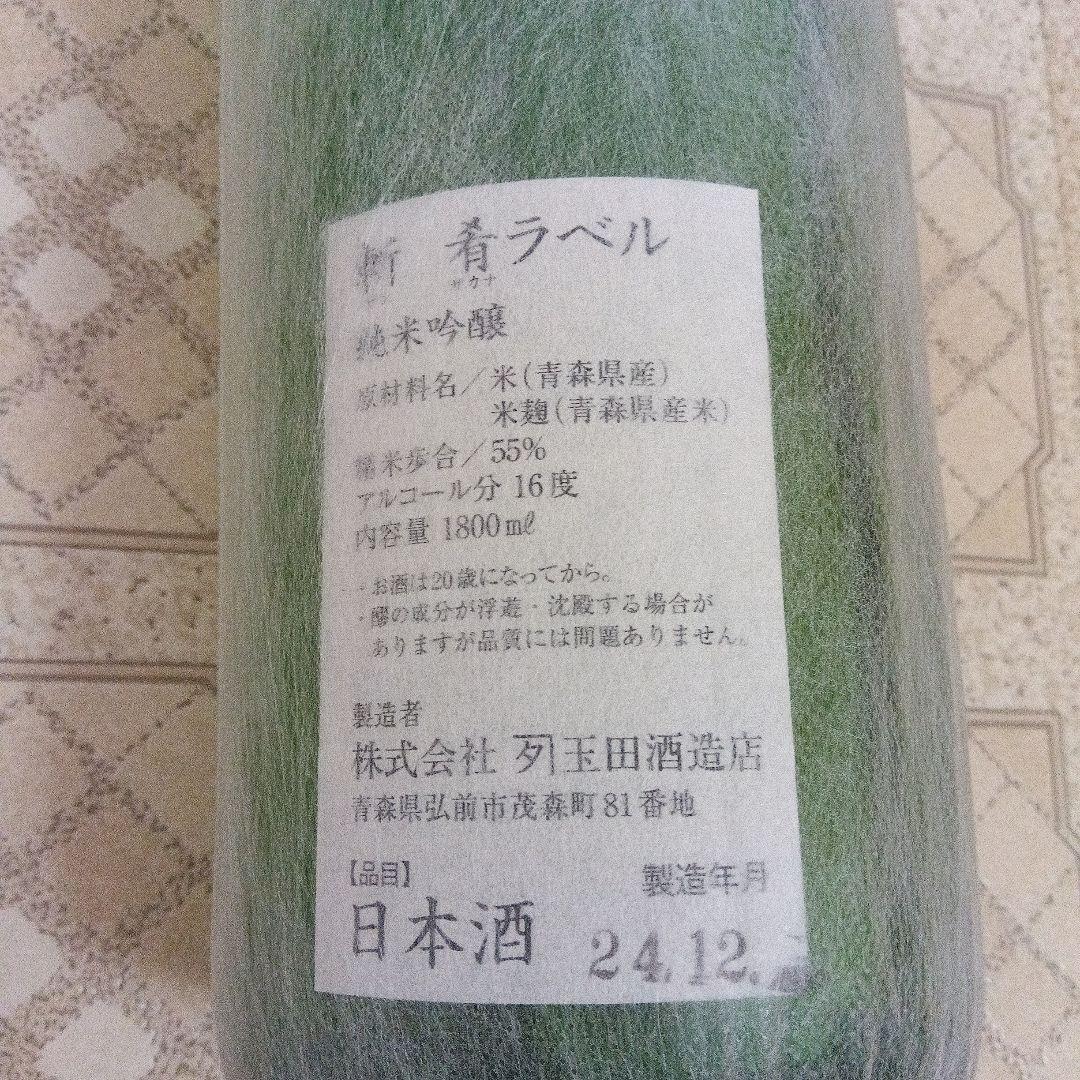 斬 肴ラベル
サカナ
純米吟醸
原材料名／米(青森県産)
米麹(青森県産米)
精米歩合／55%
アルコール分 16度
内容量 1800mℓ
・お酒は20歳になってから。
・醪の成分が浮遊・沈殿する場合が
ありますが品質には問題ありません。
製造者
株式会社 玉田酒造店
青森県弘前市茂森町81番地
【品目】 製造年月
日本酒 24.12.